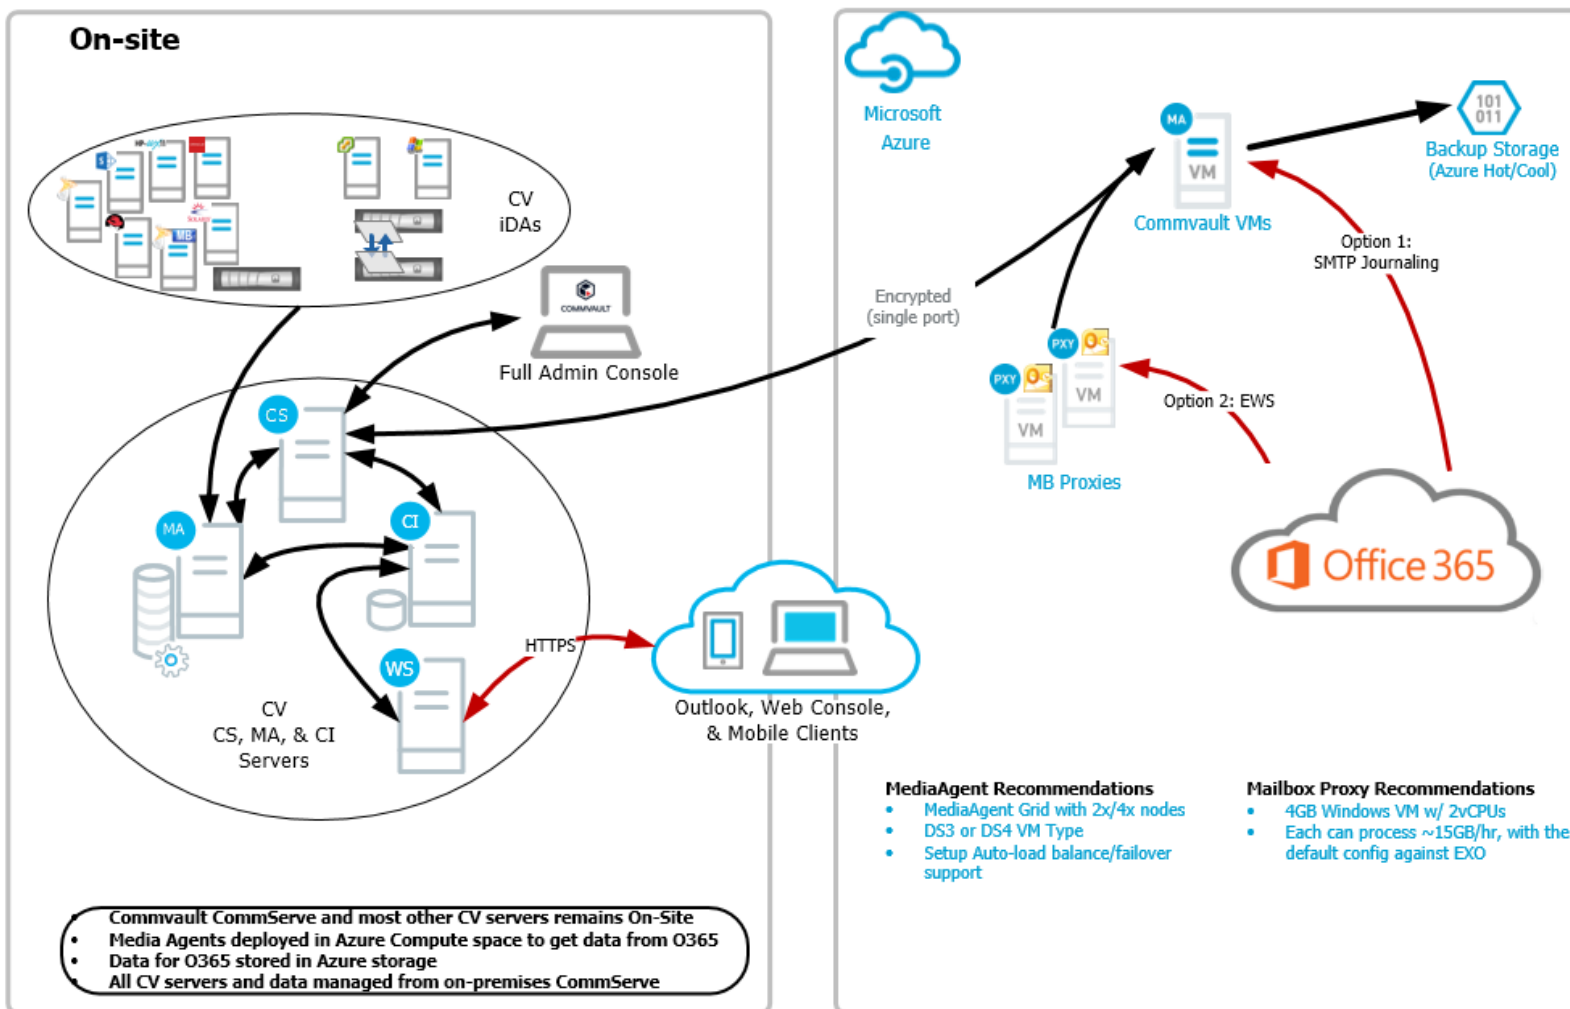 On-site
HP-UX 11
S
SOLARIS
MB
CV
iDAs
COMMVAULT
Full Admin Console
CS
MA
CI
WS
HTTPS
CV
CS, MA, & CI
Servers
Outlook, Web Console,
& Mobile Clients
• Commvault CommServe and most other CV servers remains On-Site
• Media Agents deployed in Azure Compute space to get data from O365
• Data for O365 stored in Azure storage
• All CV servers and data managed from on-premises CommServe
Microsoft
Azure
Encrypted
(single port)
MA
VM
Commvault VMs
101
011
Backup Storage
(Azure Hot/Cool)
Option 1:
SMTP Journaling
PXY
VM
PXY
VM
MB Proxies
Option 2: EWS
Office 365
MediaAgent Recommendations
• MediaAgent Grid with 2x/4x nodes
• DS3 or DS4 VM Type
• Setup Auto-load balance/failover
support
Mailbox Proxy Recommendations
• 4GB Windows VM w/ 2vCPUs
• Each can process ~15GB/hr, with the
default config against EXO